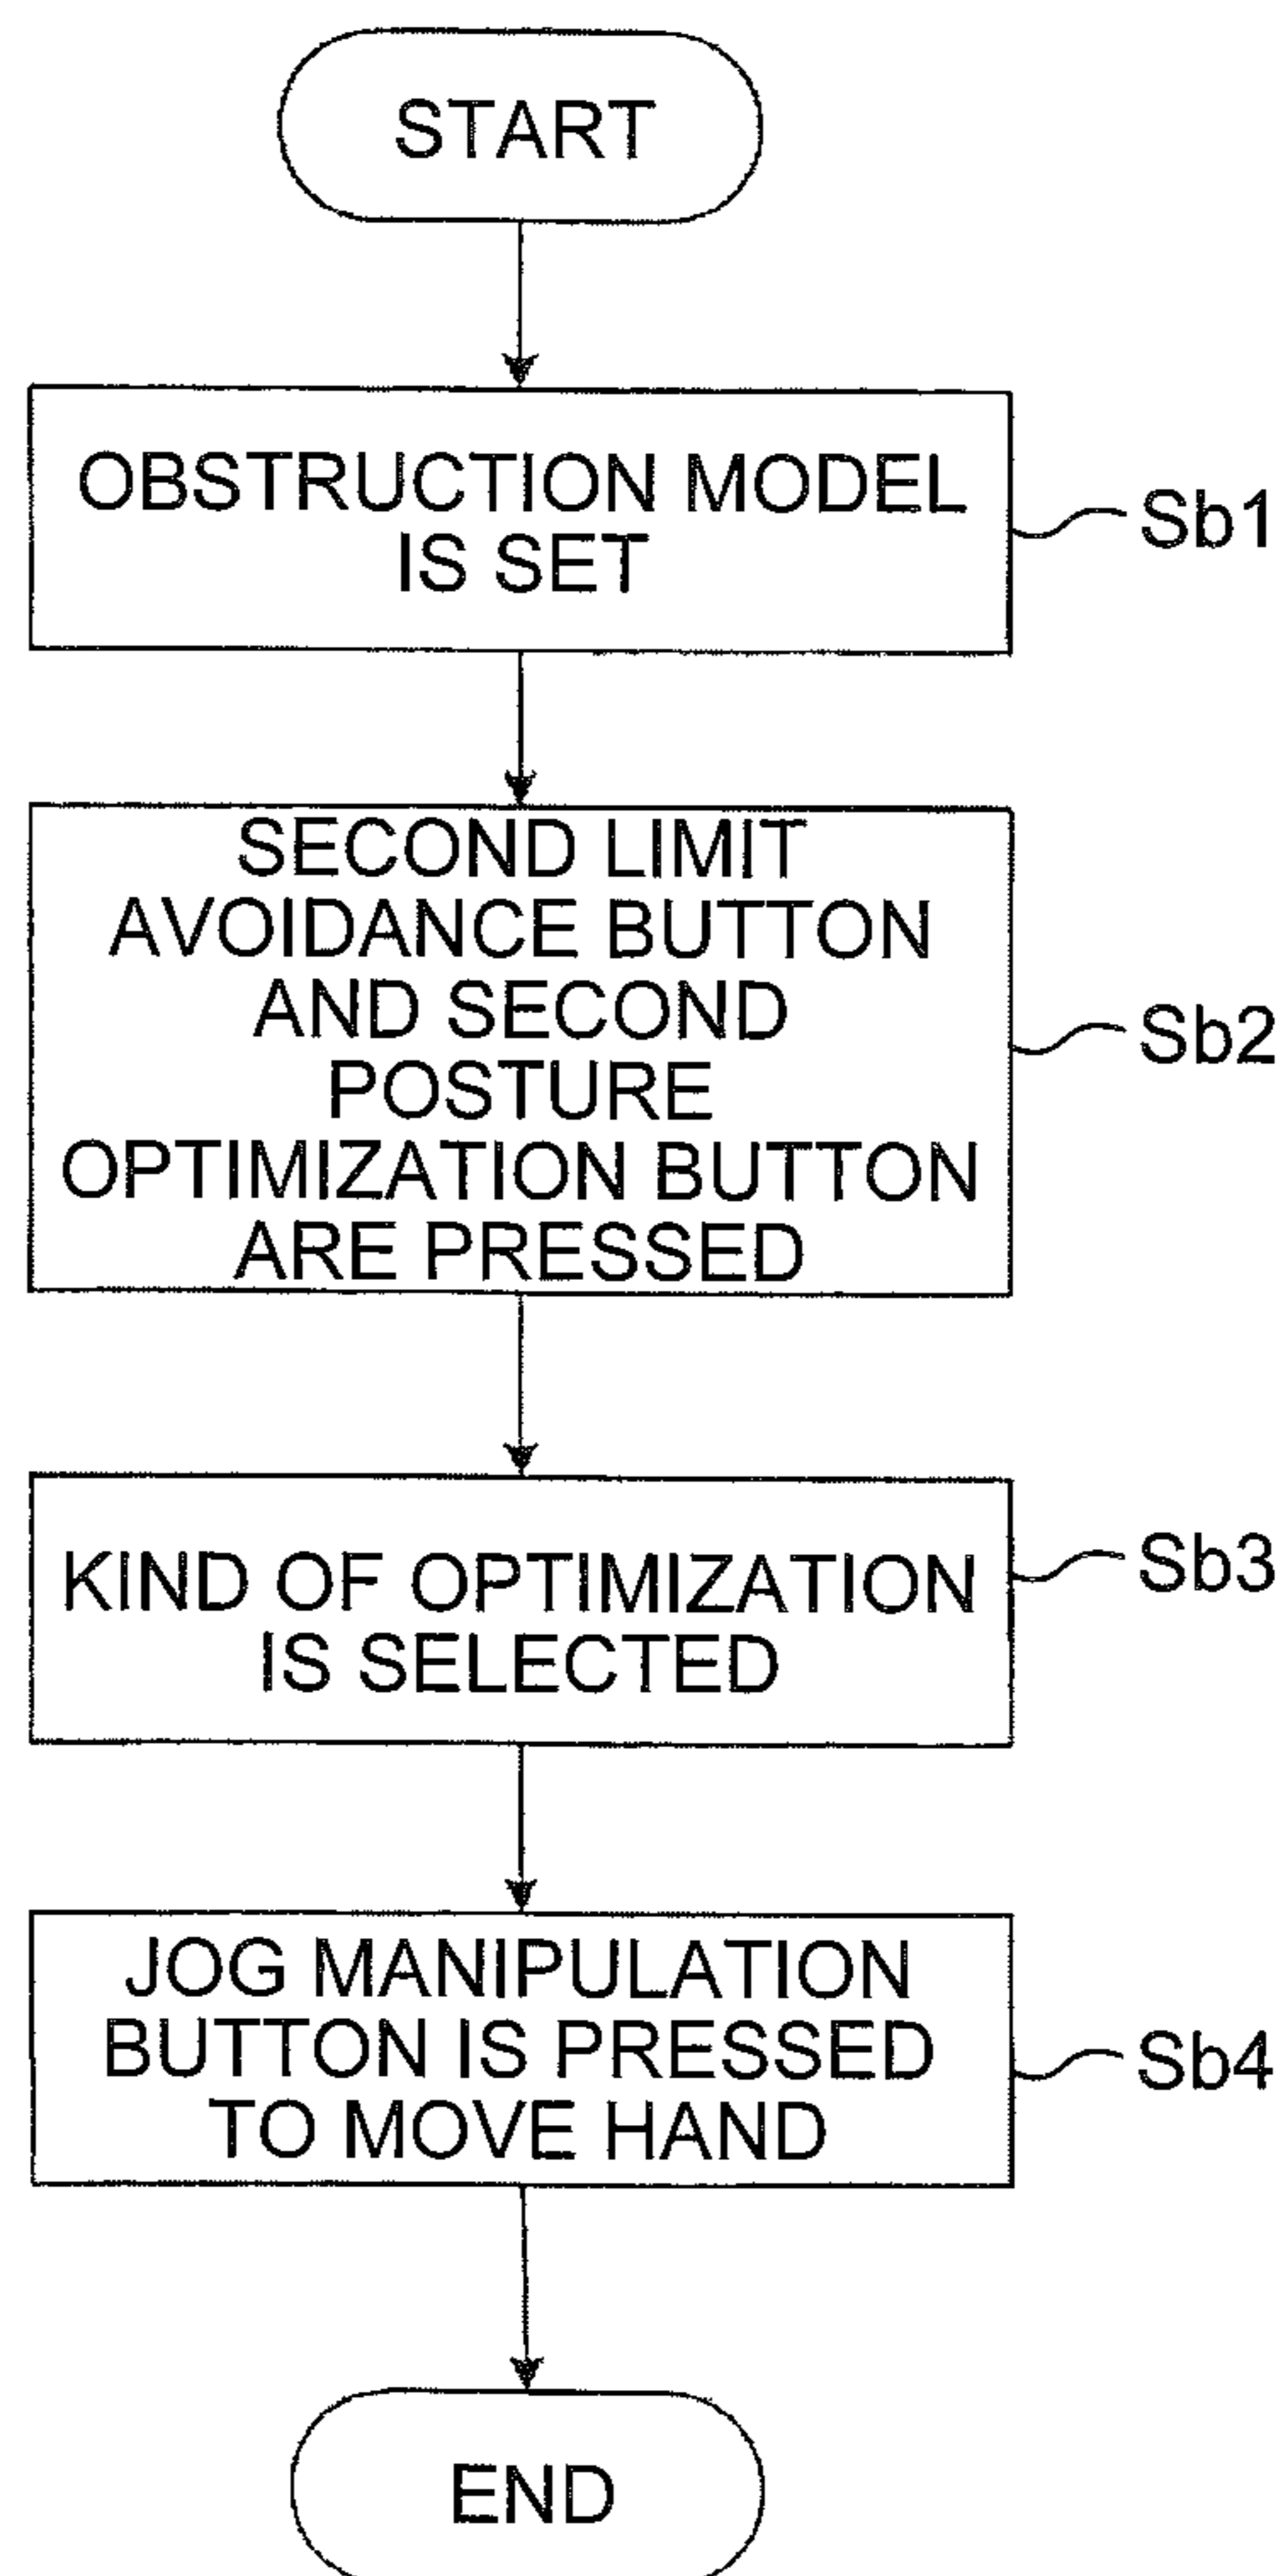 START
OBSTRUCTION MODEL
IS SET
Sb1
SECOND LIMIT
AVOIDANCE BUTTON
AND SECOND
POSTURE
OPTIMIZATION BUTTON
ARE PRESSED
Sb2
KIND OF OPTIMIZATION
IS SELECTED
Sb3
JOG MANIPULATION
BUTTON IS PRESSED
TO MOVE HAND
Sb4
END